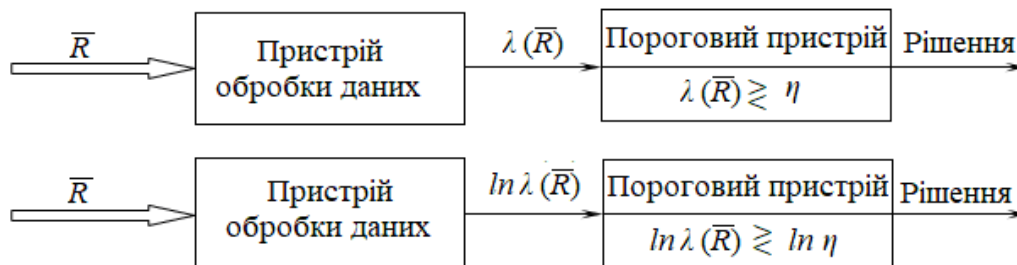 R̅
Пристрій
обробки даних
λ (R̅)
Пороговий пристрій
λ (R̅) ≷ η
Рішення
R̅
Пристрій
обробки даних
ln λ (R̅)
Пороговий пристрій
ln λ (R̅) ≷ ln η
Рішення